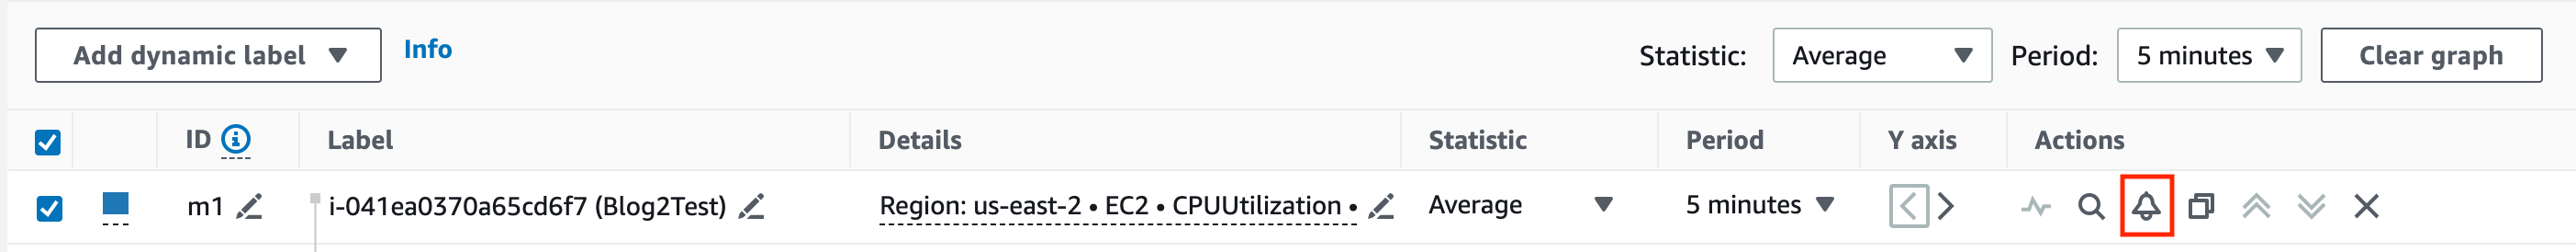 Add dynamic label Info Statistic: Average Period: 5 minutes Clear graph
ID Label Details Statistic Period Y axis Actions
m1 i-041ea0370a65cd6f7 (Blog2Test) Region: us-east-2 • EC2 • CPUUtilization • Average 5 minutes